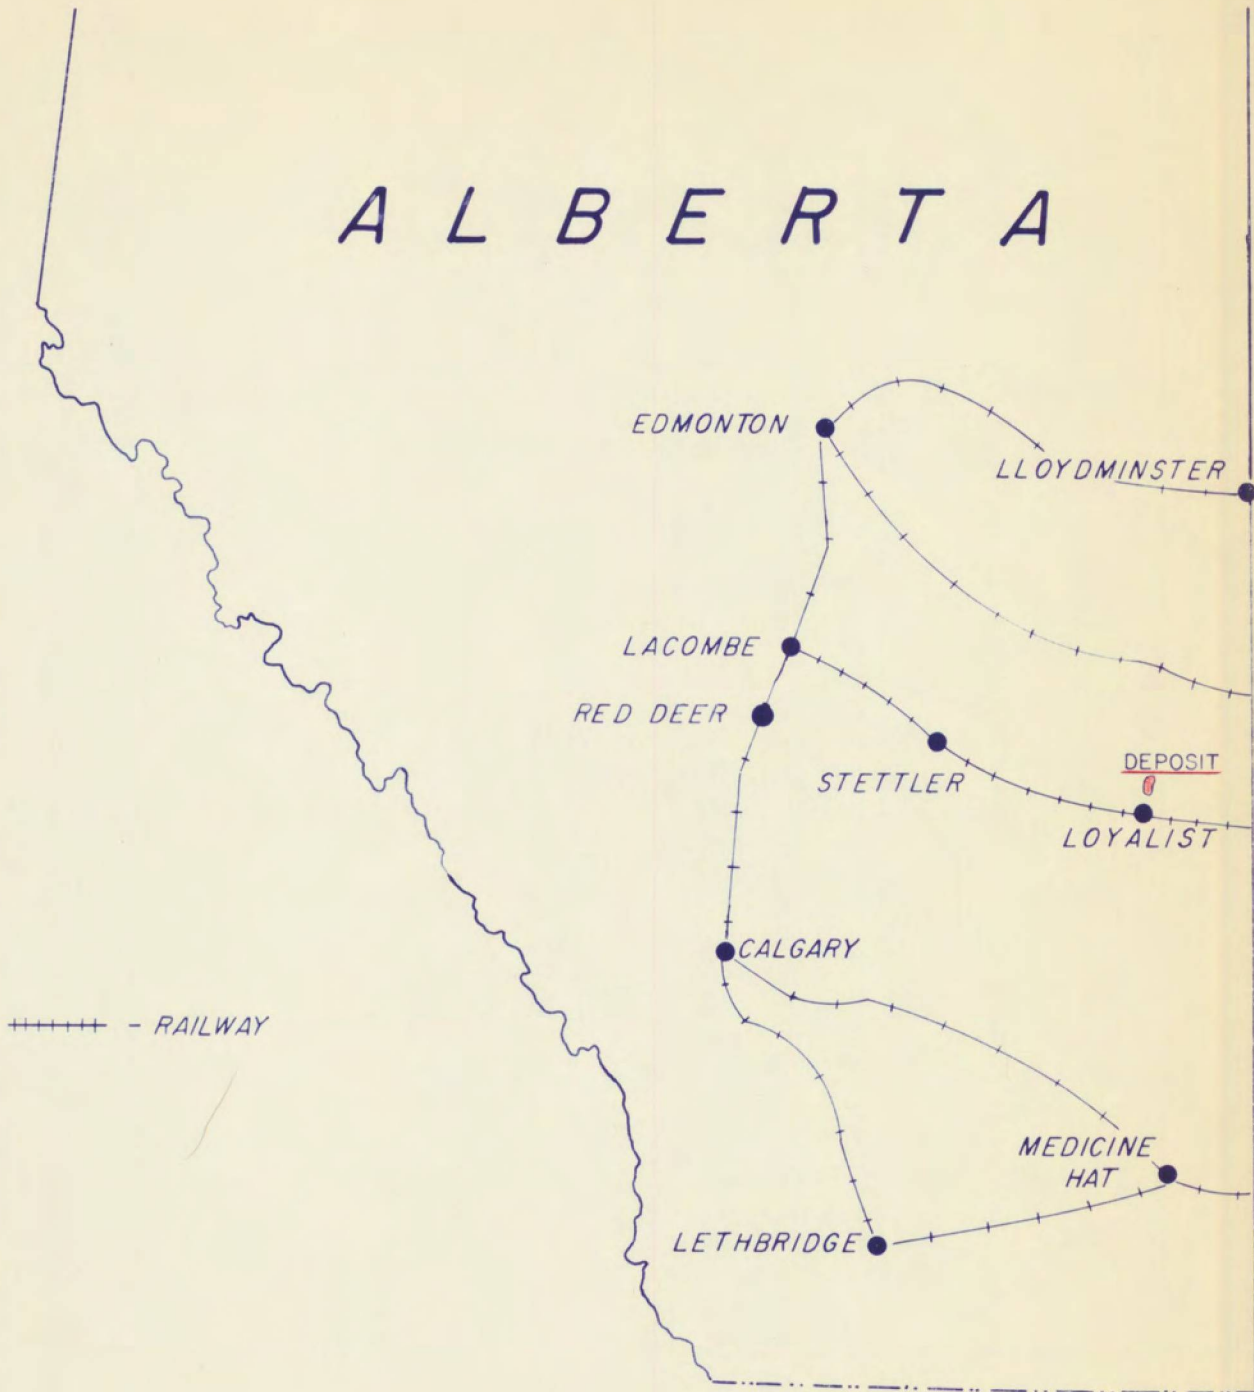 ALBERTA
EDMONTON
LLOYDMINSTER
LACOMBE
RED DEER
DEPOSIT
STETTLER
LOYALIST
CALGARY
- RAILWAY
MEDICINE
HAT
LETHBRIDGE